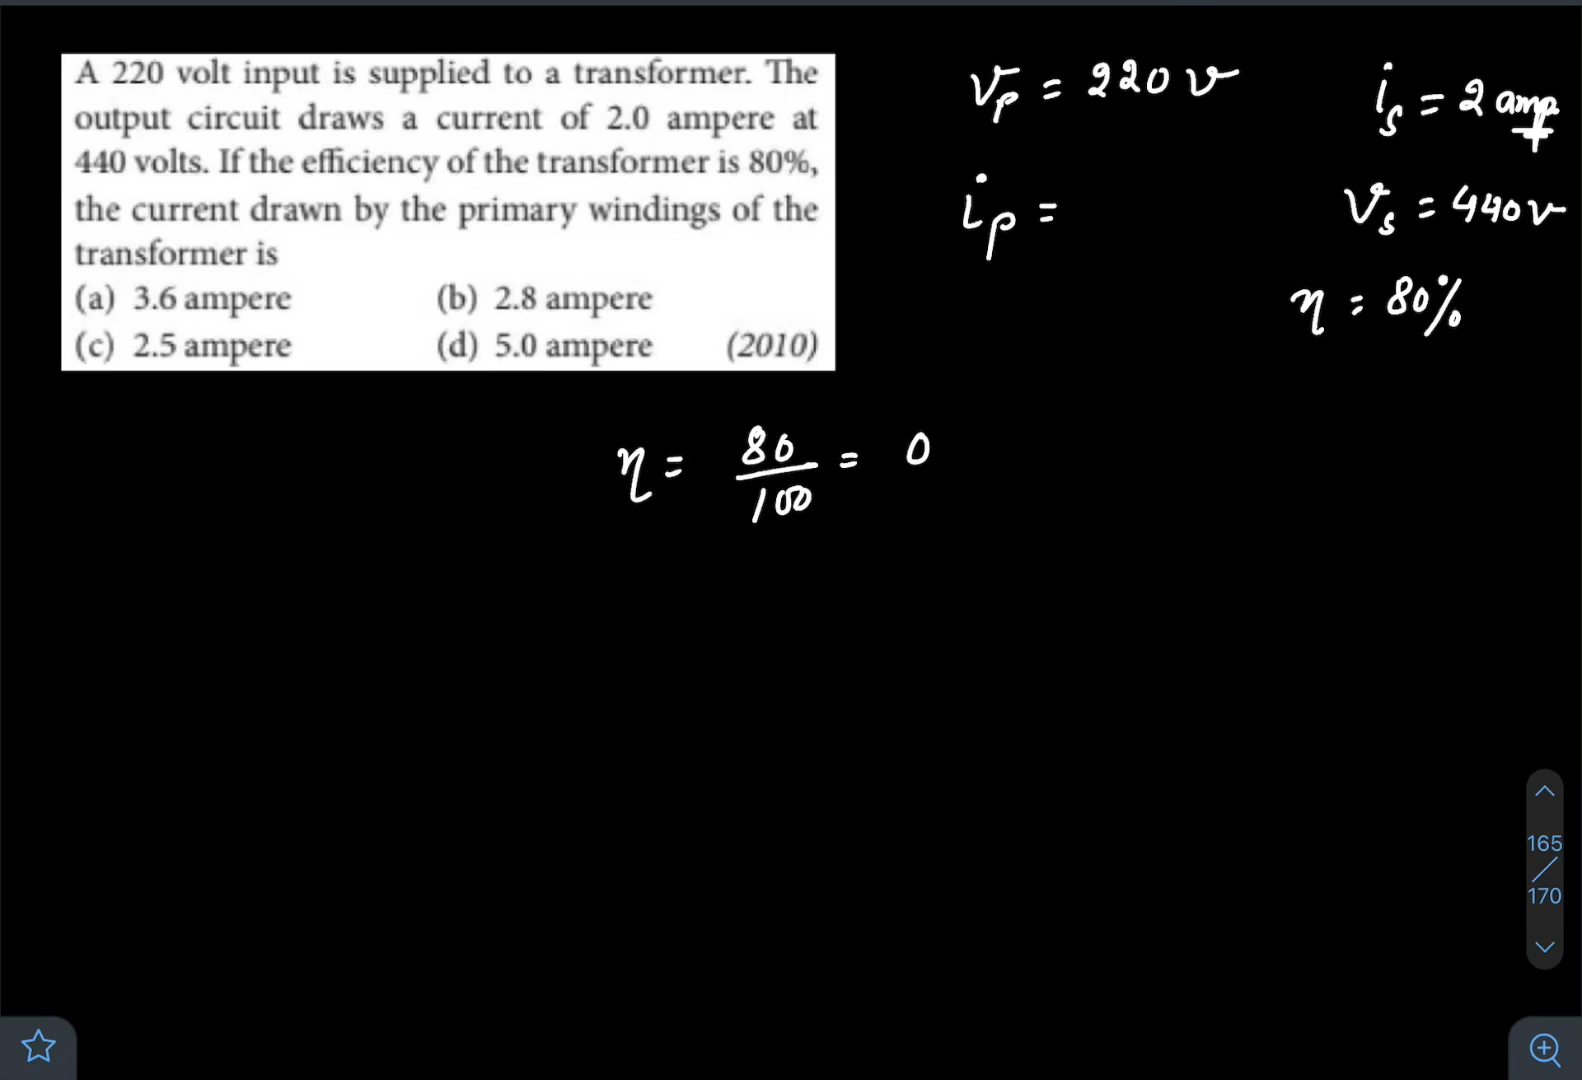 A 220 volt input is supplied to a transformer. The
output circuit draws a current of 2.0 ampere at
440 volts. If the efficiency of the transformer is 80%,
the current drawn by the primary windings of the
transformer is
(a) 3.6 ampere (b) 2.8 ampere
(c) 2.5 ampere (d) 5.0 ampere (2010)
Vp = 220 v
is = 2 amp
ip =
Vs = 440 v
η = 80%
η = 80/100 = 0
165
/
170